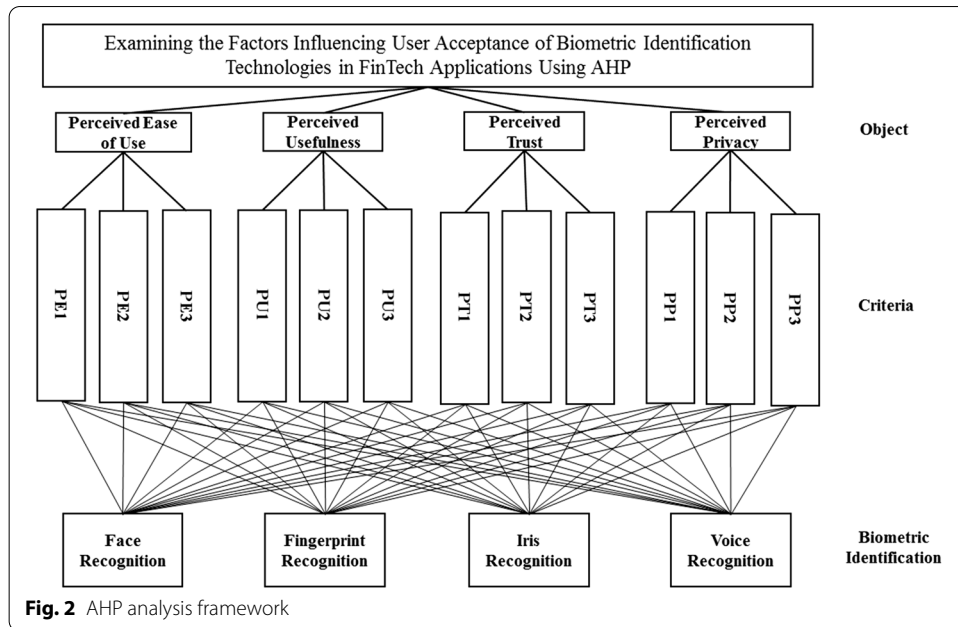 Examining the Factors Influencing User Acceptance of Biometric Identification
Technologies in FinTech Applications Using AHP
Perceived Ease
of Use
Perceived
Usefulness
Perceived
Trust
Perceived
Privacy
Object
PE1
PE2
PE3
PU1
PU2
PU3
PT1
PT2
PT3
PP1
PP2
PP3
Criteria
Face
Recognition
Fingerprint
Recognition
Iris
Recognition
Voice
Recognition
Biometric
Identification
Fig. 2 AHP analysis framework